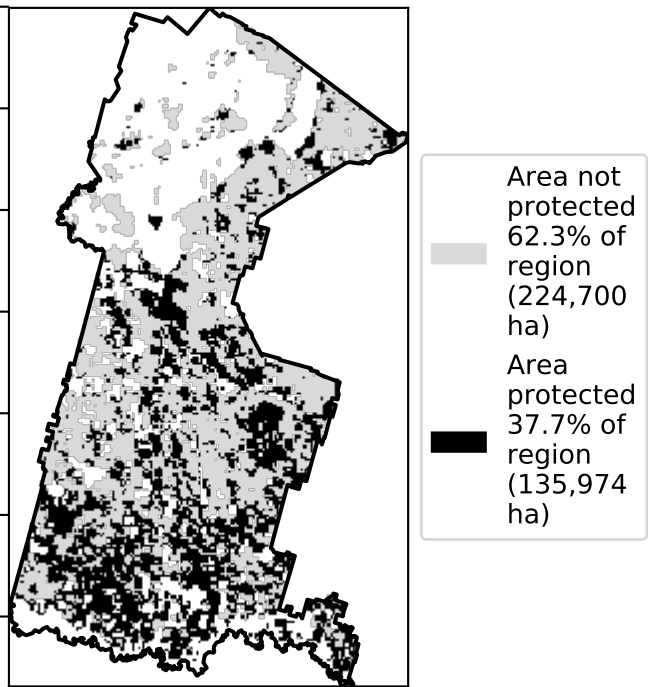 Area not
protected
62.3% of
region
(224,700
ha)
Area
protected
37.7% of
region
(135,974
ha)